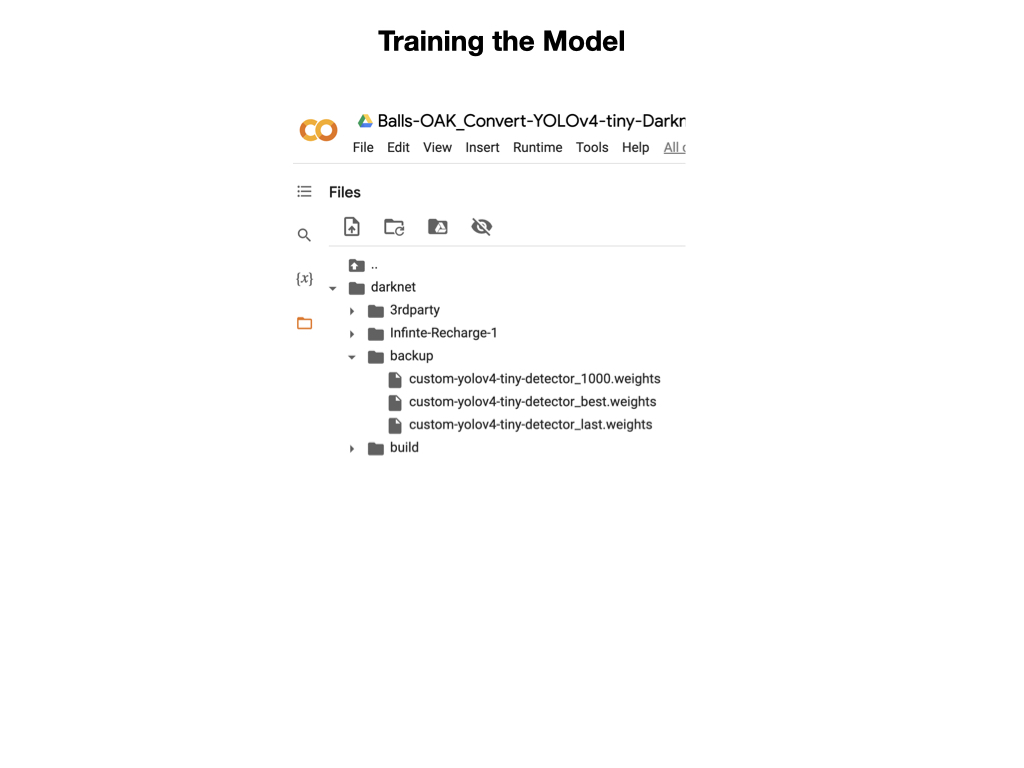 Training the Model
Balls-OAK_Convert-YOLOv4-tiny-Darkr
File Edit View Insert Runtime Tools Help All c
Files
..
{x}
darknet
3rdparty
Infinte-Recharge-1
backup
custom-yolov4-tiny-detector_1000.weights
custom-yolov4-tiny-detector_best.weights
custom-yolov4-tiny-detector_last.weights
build